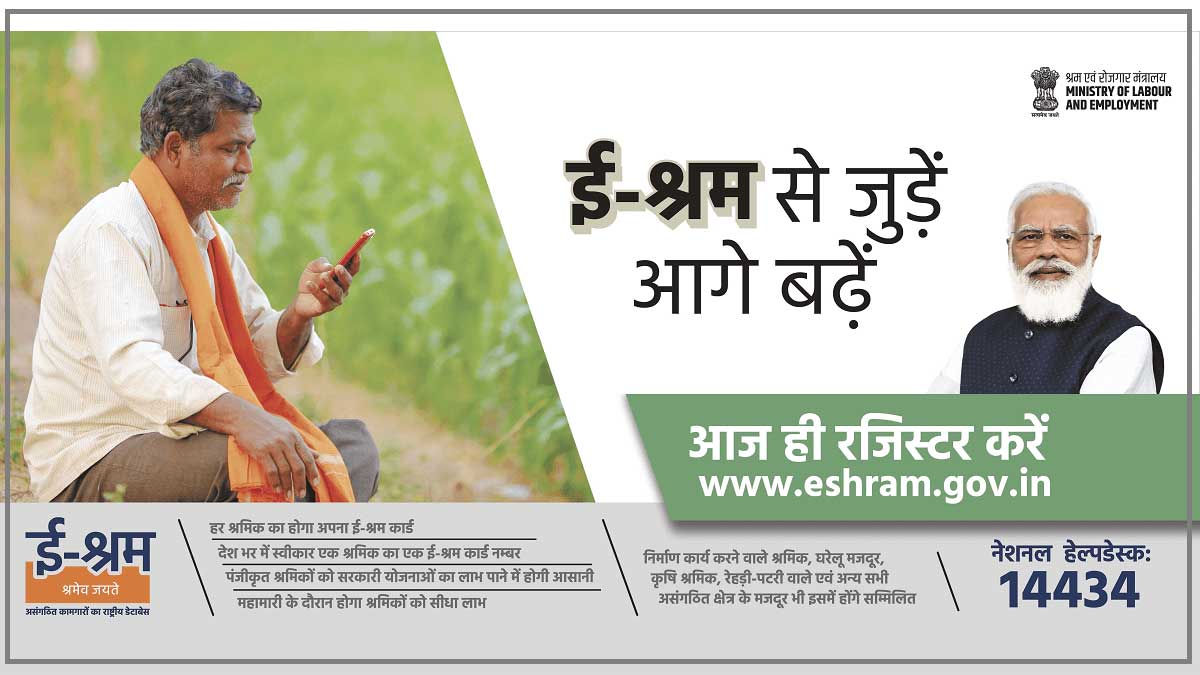 सत्यमेव जयते
श्रम एवं रोजगार मंत्रालय
MINISTRY OF LABOUR
AND EMPLOYMENT
ई-श्रम से जुड़ें
आगे बढ़ें
आज ही रजिस्टर करें
www.eshram.gov.in
ई-श्रम
श्रमेव जयते
असंगठित कामगारों का राष्ट्रीय डेटाबेस
हर श्रमिक का होगा अपना ई-श्रम कार्ड
देश भर में स्वीकार एक श्रमिक का एक ई-श्रम कार्ड नम्बर
पंजीकृत श्रमिकों को सरकारी योजनाओं का लाभ पाने में होगी आसानी
महामारी के दौरान होगा श्रमिकों को सीधा लाभ
निर्माण कार्य करने वाले श्रमिक, घरेलू मजदूर,
कृषि श्रमिक, रेहड़ी-पटरी वाले एवं अन्य सभी
असंगठित क्षेत्र के मजदूर भी इसमें होंगे सम्मिलित
नेशनल हेल्पडेस्क:
14434